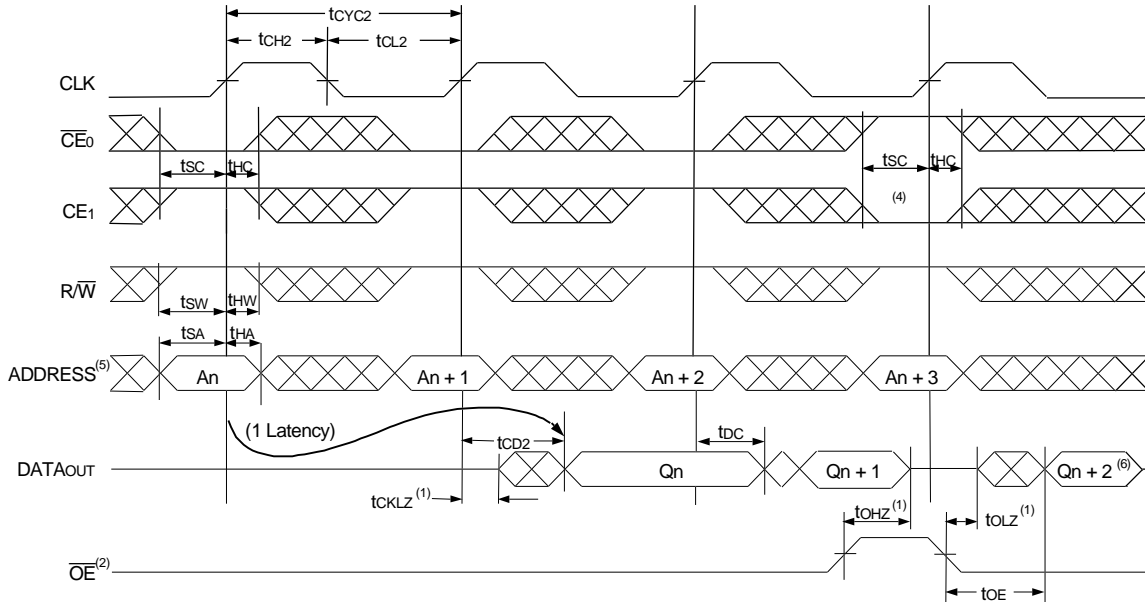 tCYC2
tCH2 tCL2
CLK
CE0
tSC tHC tSC tHC
CE1 (4)
R/W
tSW tHW
tSA tHA
ADDRESS(5) An An + 1 An + 2 An + 3
(1 Latency) tCD2 tDC
DATAOUT Qn Qn + 1 Qn + 2 (6)
tCKLZ (1) tOHZ (1) tOLZ (1)
OE(2)
tOE